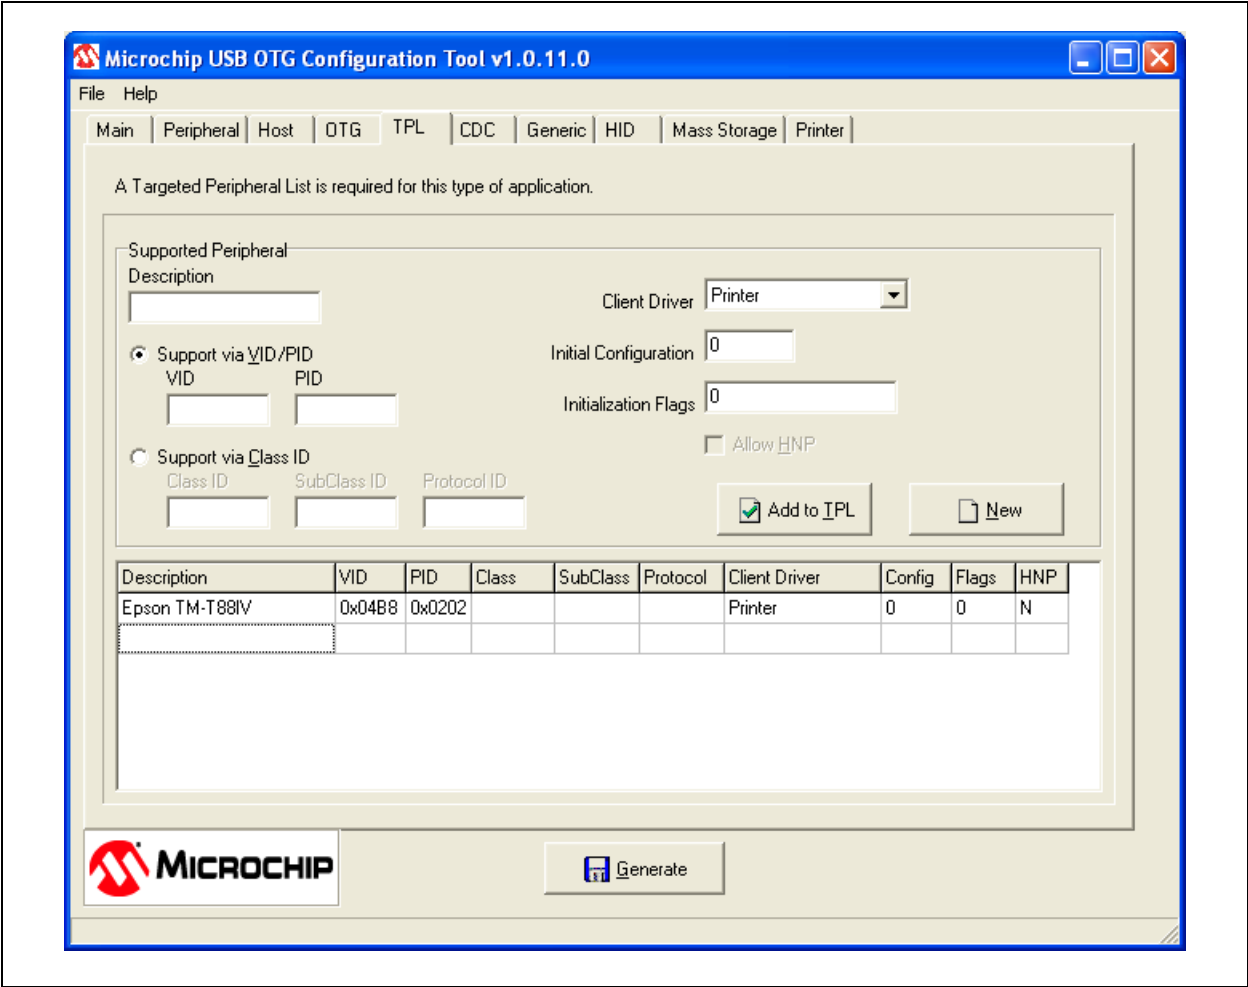 Microchip USB OTG Configuration Tool v1.0.11.0
File Help
Main Peripheral Host OTG TPL CDC Generic HID Mass Storage Printer
A Targeted Peripheral List is required for this type of application.
Supported Peripheral
Description
Client Driver Printer
Support via VID/PID
Initial Configuration 0
VID PID
Initialization Flags 0
Allow HNP
Support via Class ID
Class ID SubClass ID Protocol ID
Add to TPL New
Description VID PID Class SubClass Protocol Client Driver Config Flags HNP
Epson TM-T88IV 0x04B8 0x0202 Printer 0 0 N
MICROCHIP
Generate